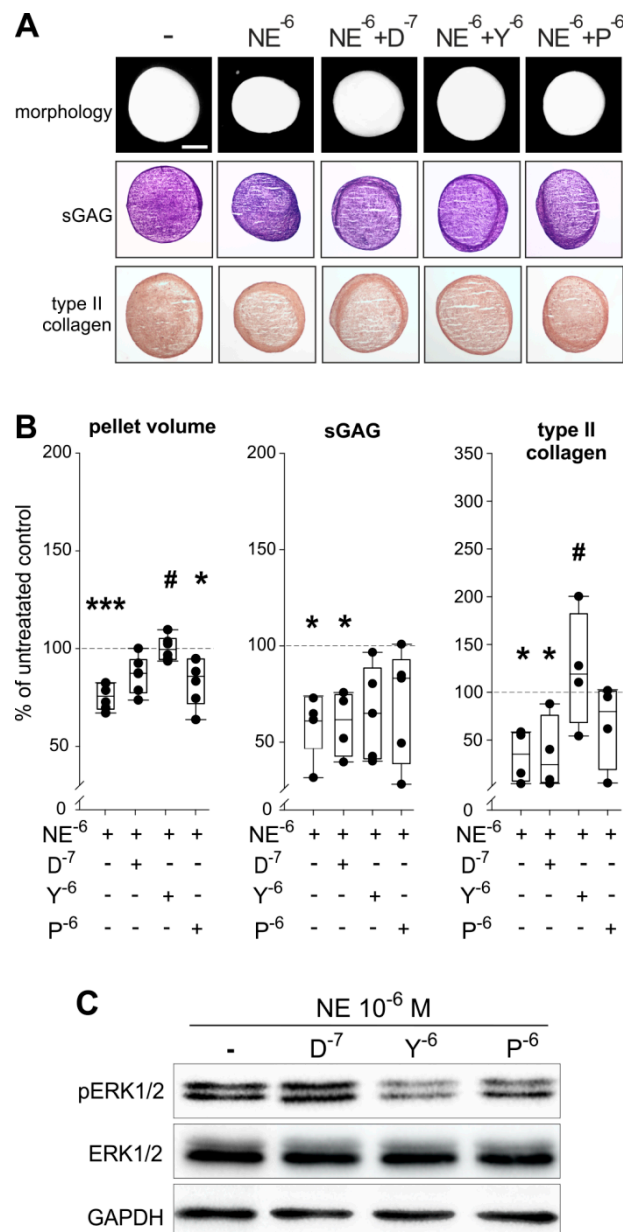 A
- NE⁻⁶ NE⁻⁶+D⁻⁷ NE⁻⁶+Y⁻⁶ NE⁻⁶+P⁻⁶
morphology
sGAG
type II
collagen
B
pellet volume
% of untreatated control
200
150
100
50
0
*** # *
NE⁻⁶ + + + +
D⁻⁷ - + - -
Y⁻⁶ - - + -
P⁻⁶ - - - +
sGAG
200
150
100
50
0
* *
NE⁻⁶ + + + +
D⁻⁷ - + - -
Y⁻⁶ - - + -
P⁻⁶ - - - +
type II
collagen
350
300
250
200
150
100
50
0
* * #
NE⁻⁶ + + + +
D⁻⁷ - + - -
Y⁻⁶ - - + -
P⁻⁶ - - - +
C
NE 10⁻⁶ M
- D⁻⁷ Y⁻⁶ P⁻⁶
pERK1/2
ERK1/2
GAPDH